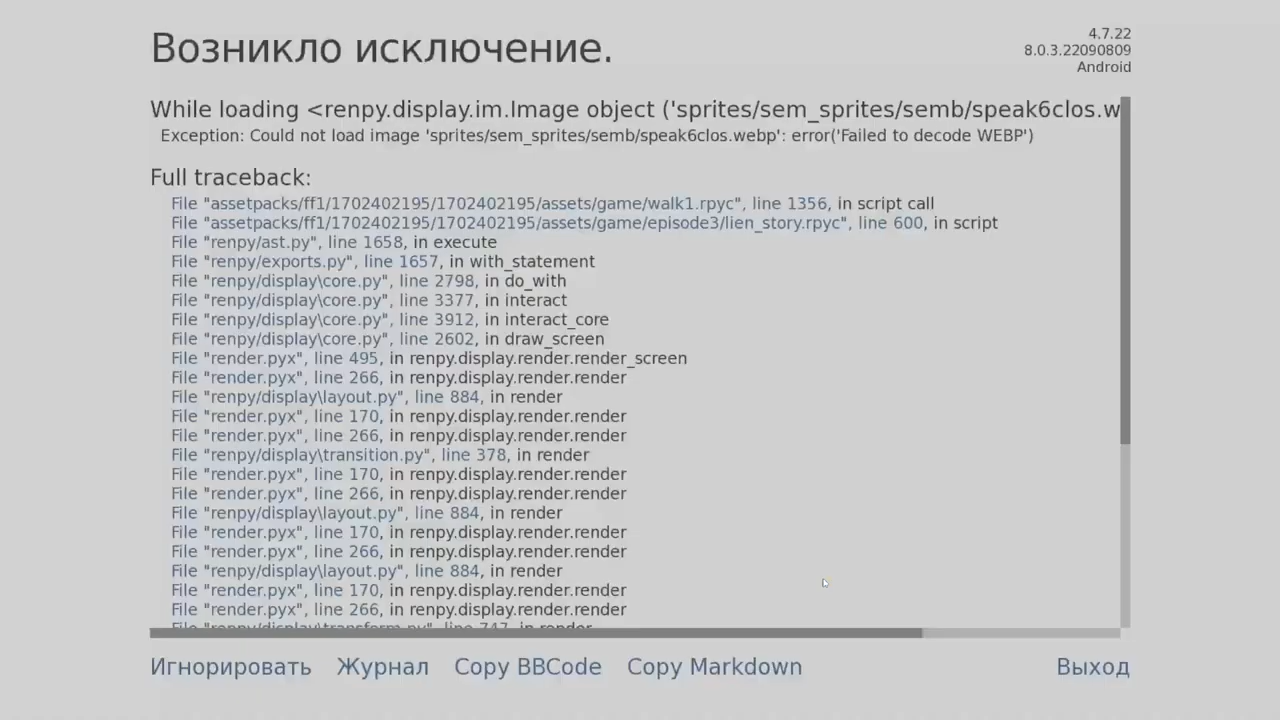 Возникло исключение.
4.7.22
8.0.3.22090809
Android
While loading <renpy.display.im.Image object ('sprites/sem_sprites/semb/speak6clos.w
Exception: Could not load image 'sprites/sem_sprites/semb/speak6clos.webp': error('Failed to decode WEBP')
Full traceback:
File "assetpacks/ff1/1702402195/1702402195/assets/game/walk1.rpyc", line 1356, in script call
File "assetpacks/ff1/1702402195/1702402195/assets/game/episode3/lien_story.rpyc", line 600, in script
File "renpy/ast.py", line 1658, in execute
File "renpy/exports.py", line 1657, in with_statement
File "renpy/display\core.py", line 2798, in do_with
File "renpy/display\core.py", line 3377, in interact
File "renpy/display\core.py", line 3912, in interact_core
File "renpy/display\core.py", line 2602, in draw_screen
File "render.pyx", line 495, in renpy.display.render.render_screen
File "render.pyx", line 266, in renpy.display.render.render
File "renpy/display\layout.py", line 884, in render
File "render.pyx", line 170, in renpy.display.render.render
File "render.pyx", line 266, in renpy.display.render.render
File "renpy/display\transition.py", line 378, in render
File "render.pyx", line 170, in renpy.display.render.render
File "render.pyx", line 266, in renpy.display.render.render
File "renpy/display\layout.py", line 884, in render
File "render.pyx", line 170, in renpy.display.render.render
File "render.pyx", line 266, in renpy.display.render.render
File "renpy/display\layout.py", line 884, in render
File "render.pyx", line 170, in renpy.display.render.render
File "render.pyx", line 266, in renpy.display.render.render
File "renpy/display\transform.py", line 747, in render
Игнорировать
Журнал
Copy BBCode
Copy Markdown
Выход